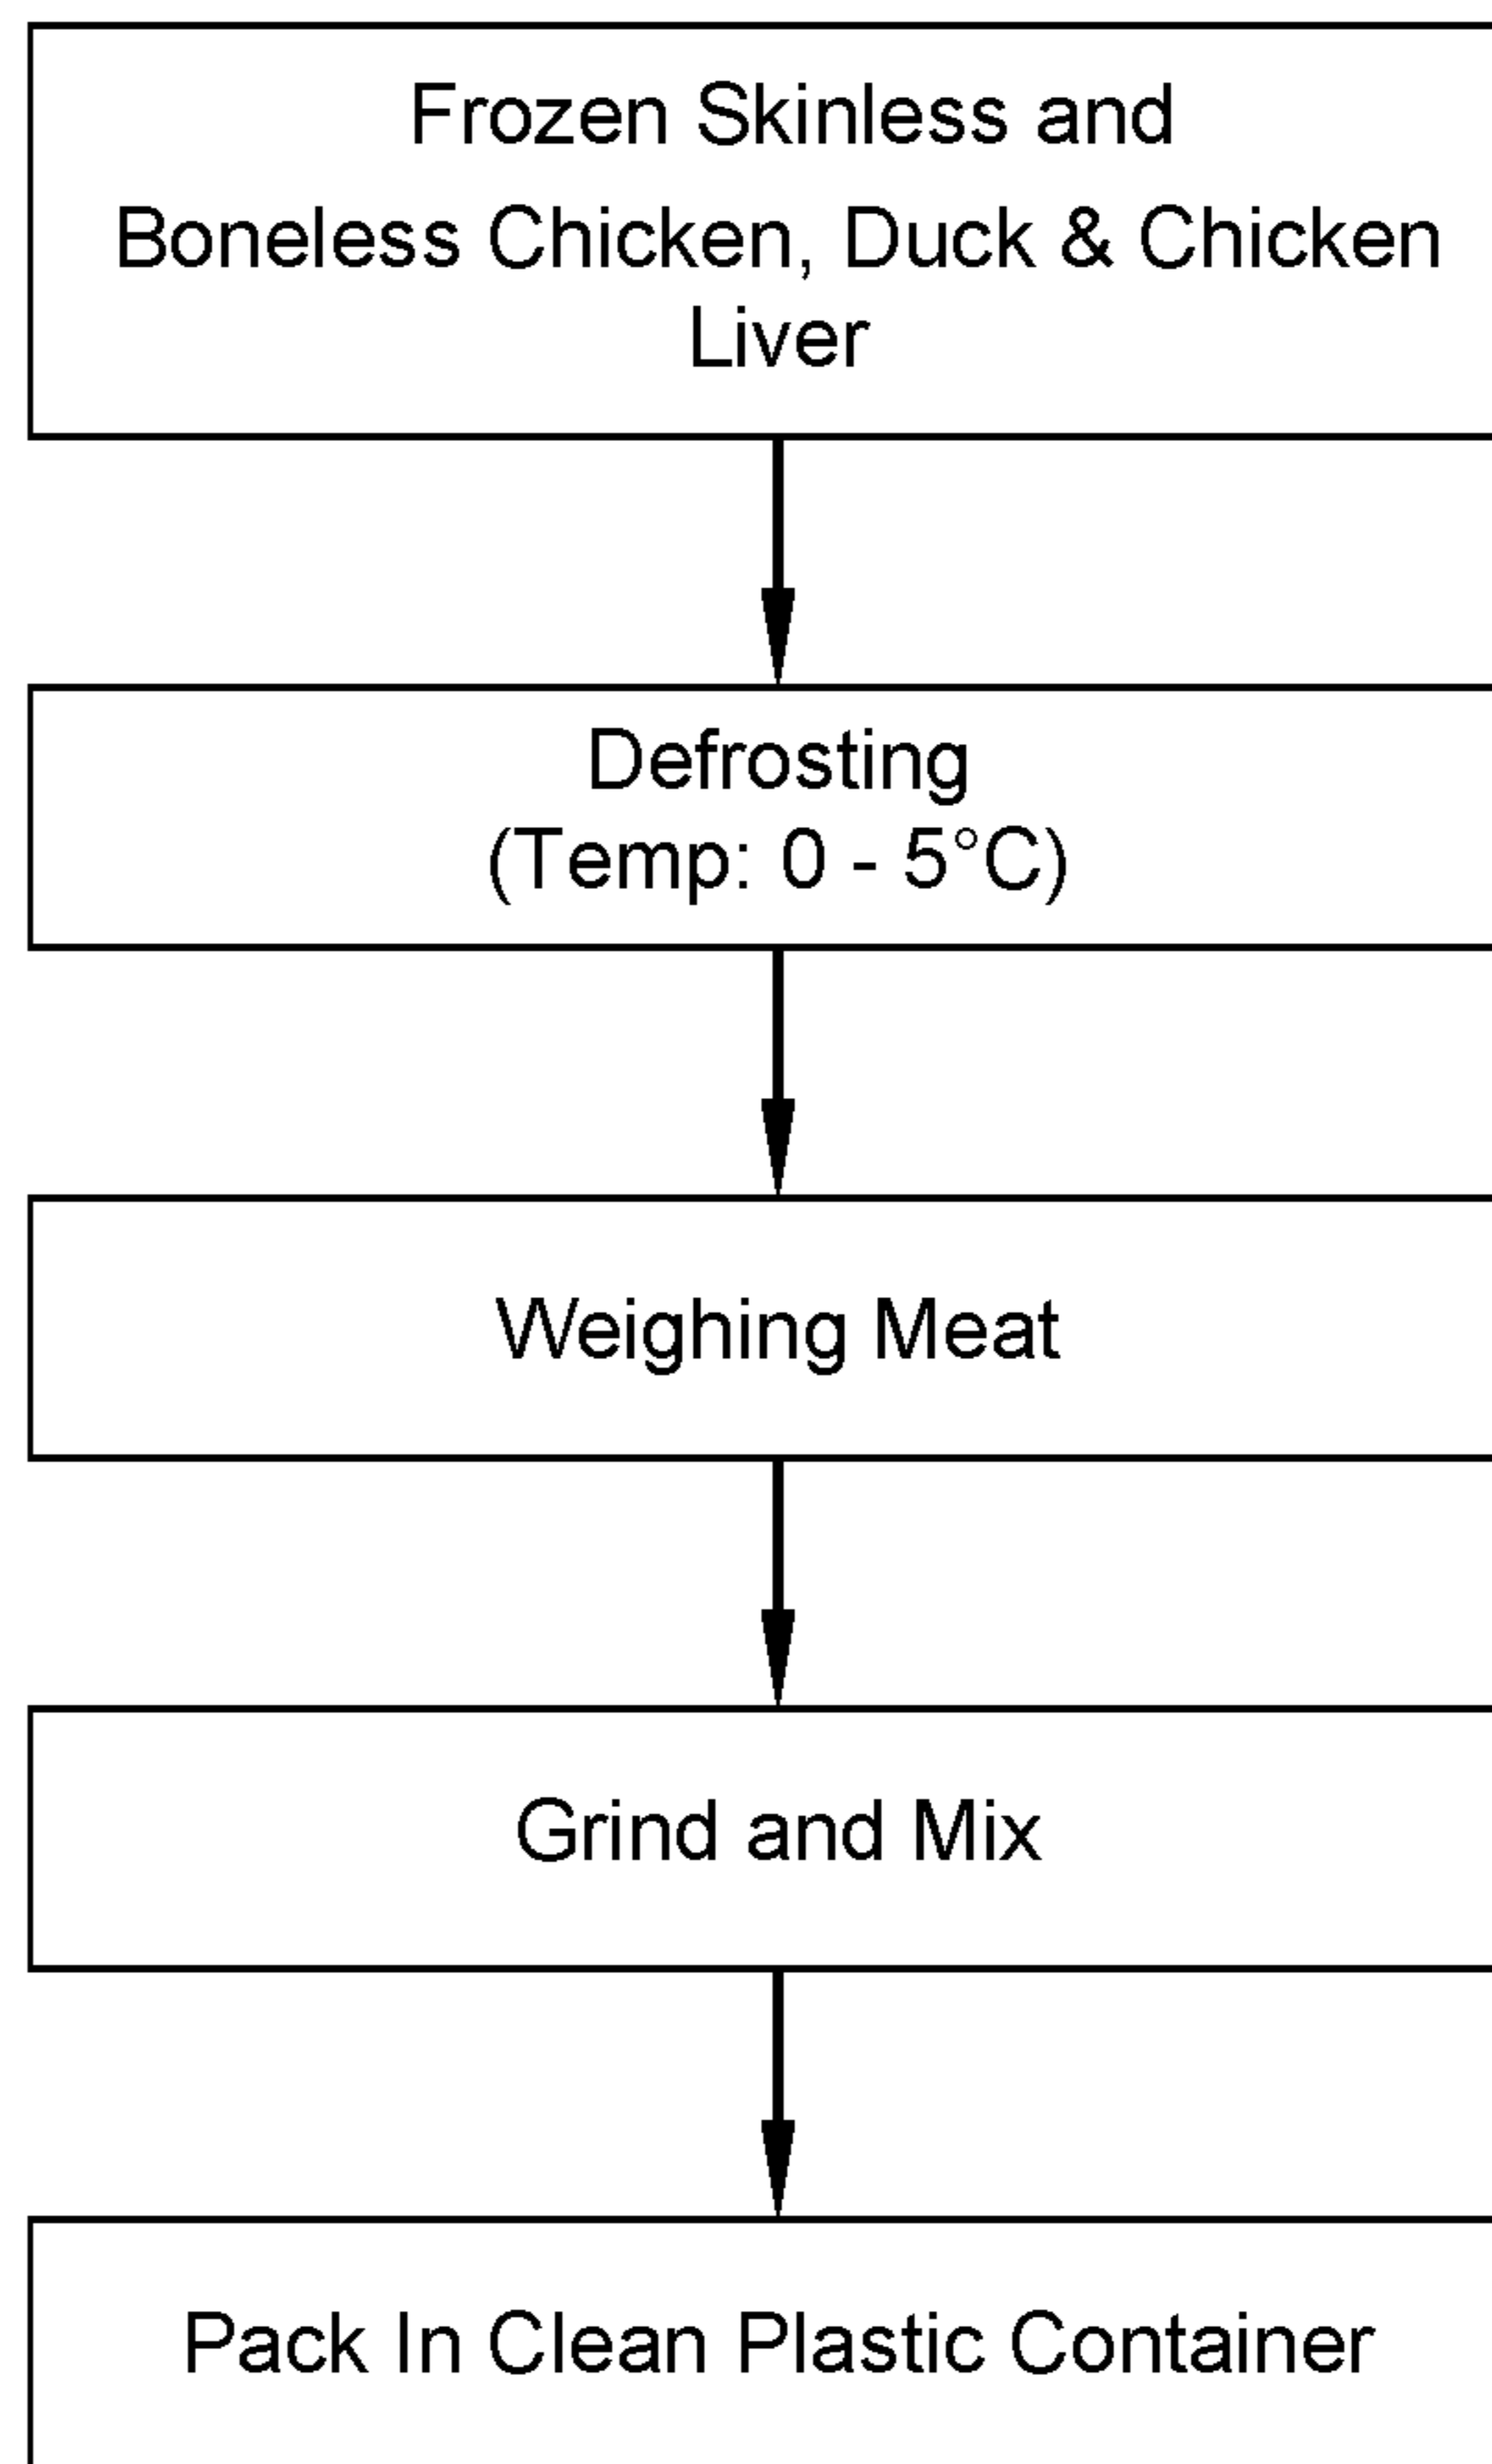 Frozen Skinless and
Boneless Chicken, Duck & Chicken
Liver
Defrosting
(Temp: 0 - 5°C)
Weighing Meat
Grind and Mix
Pack In Clean Plastic Container